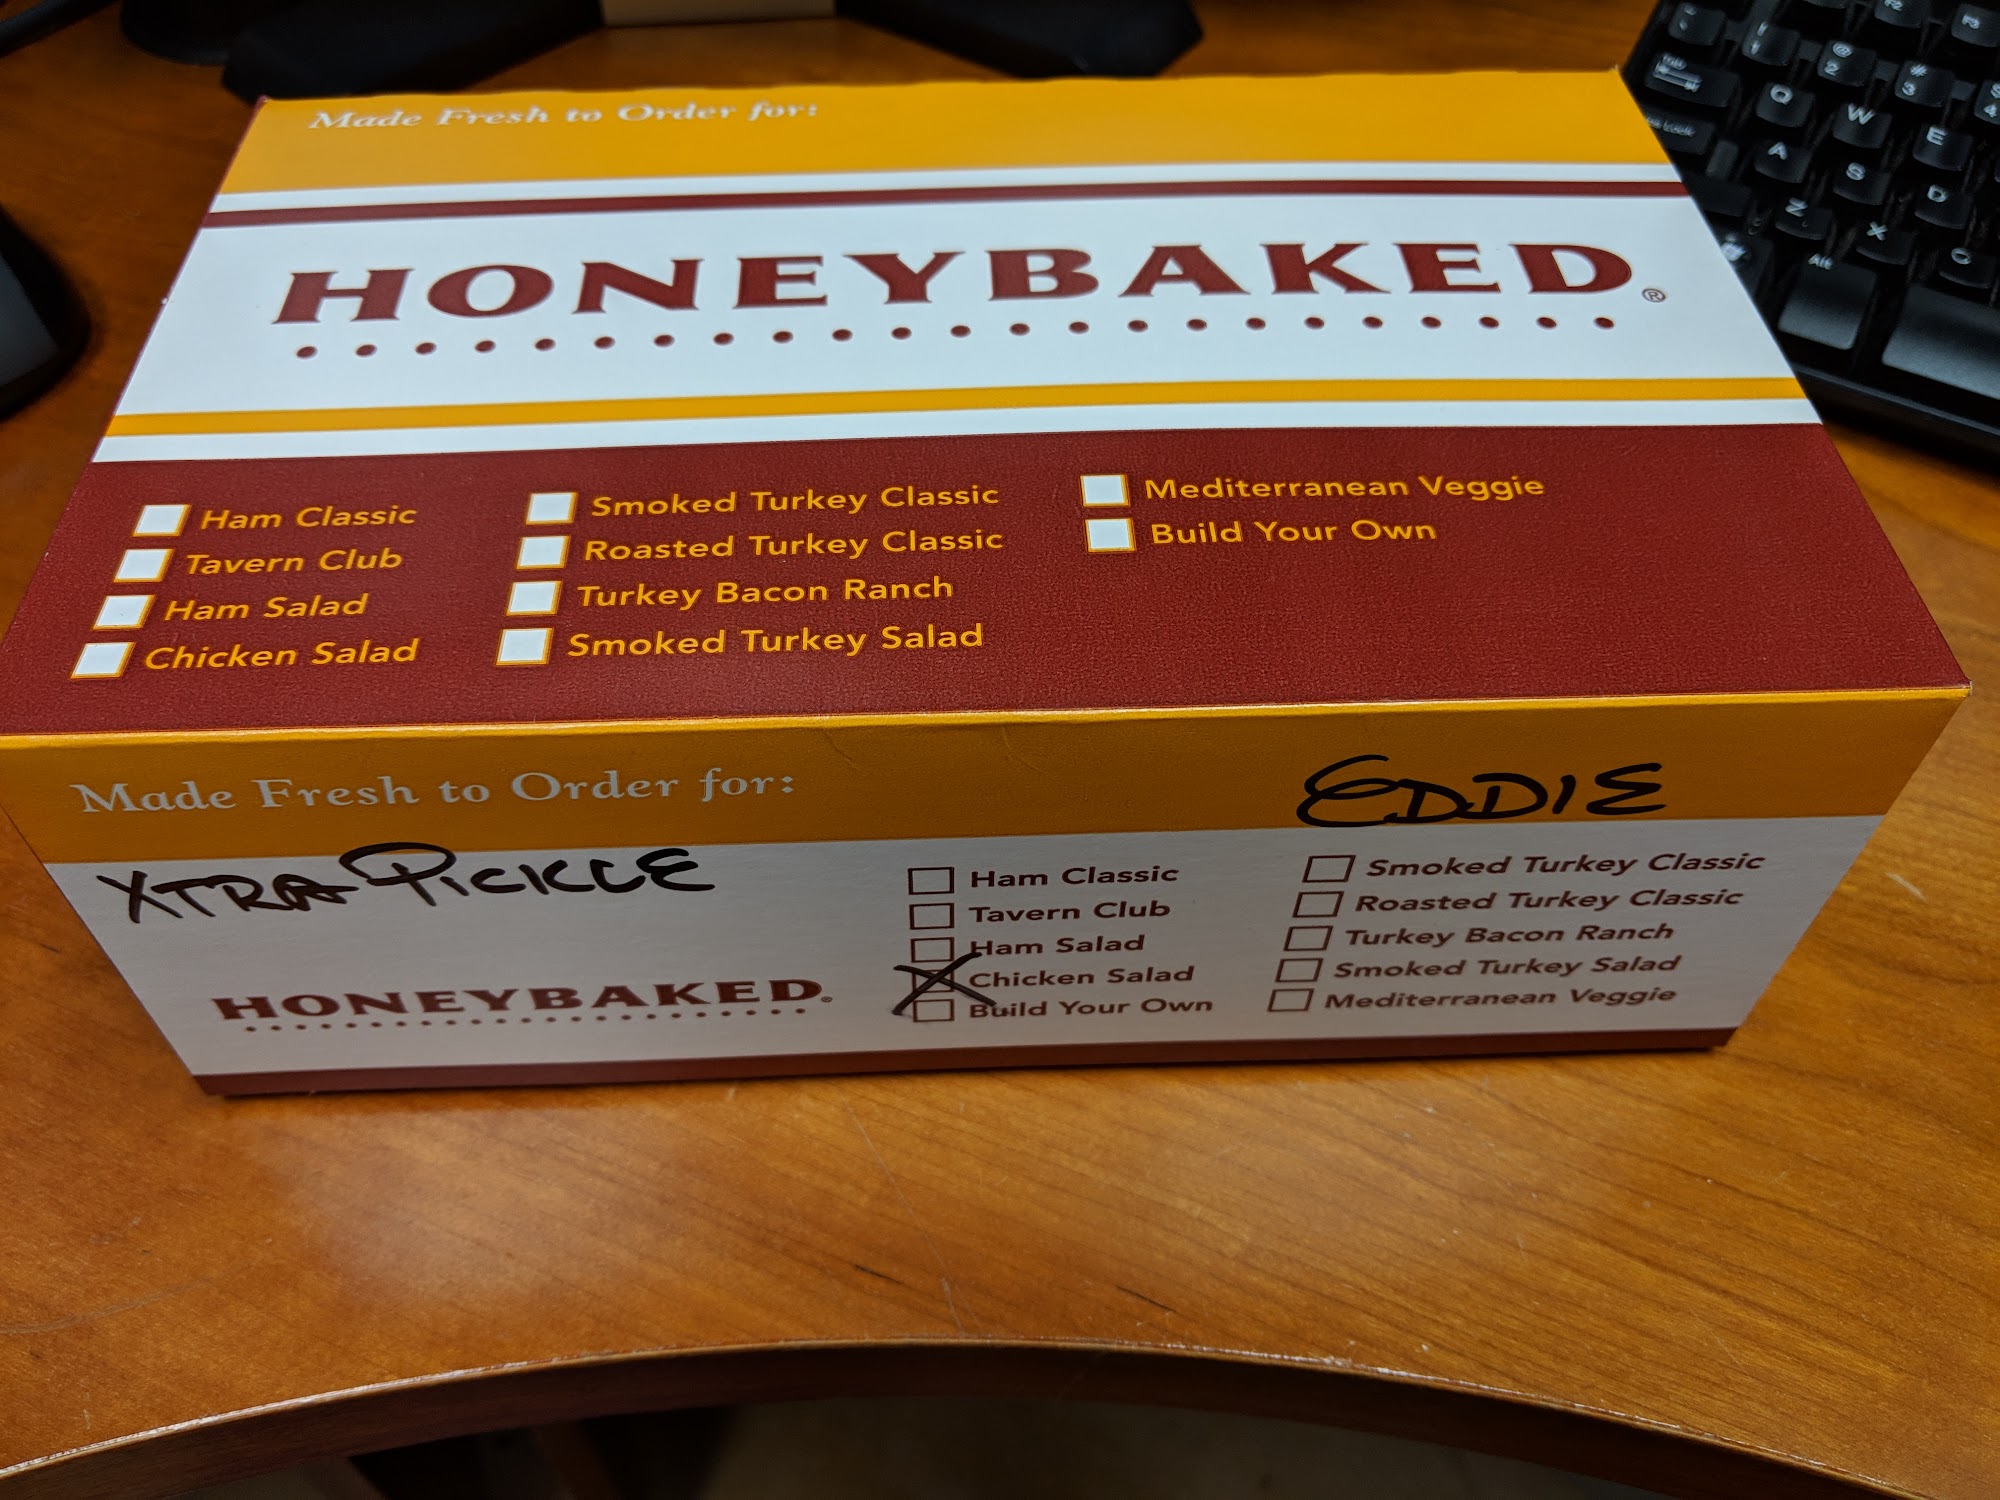 Made Fresh to Order for:
HONEYBAKED®
Ham Classic
Tavern Club
Ham Salad
Chicken Salad
Smoked Turkey Classic
Roasted Turkey Classic
Turkey Bacon Ranch
Smoked Turkey Salad
Mediterranean Veggie
Build Your Own
Made Fresh to Order for:
EDDIE
XTRA PICKLE
HONEYBAKED®
Ham Classic
Tavern Club
Ham Salad
Chicken Salad
Build Your Own
Smoked Turkey Classic
Roasted Turkey Classic
Turkey Bacon Ranch
Smoked Turkey Salad
Mediterranean Veggie
Q W E
A S D
Z X
Alt